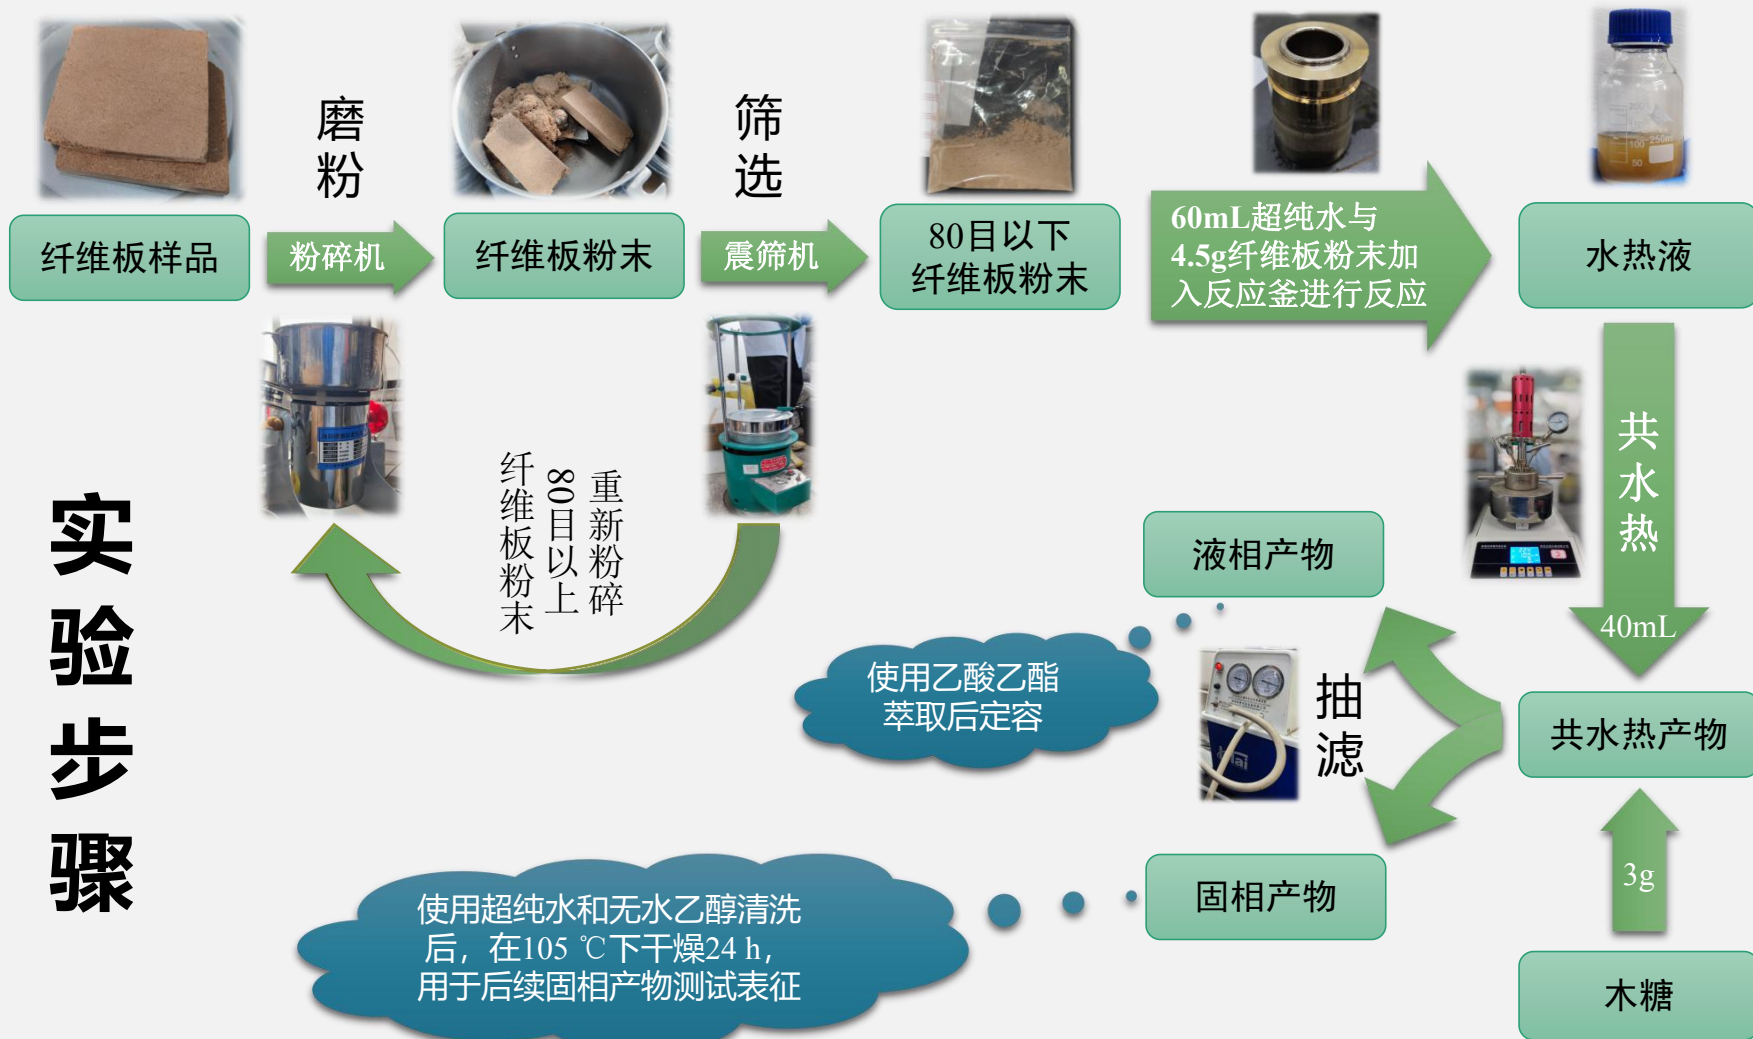 磨粉
筛选
纤维板样品
粉碎机
纤维板粉末
震筛机
80目以下
纤维板粉末
60mL超纯水与
4.5g纤维板粉末加
入反应釜进行反应
水热液
共水热
40mL
重新粉碎
80目以上
纤维板粉末
实验步骤
液相产物
使用乙酸乙酯
萃取后定容
抽滤
共水热产物
3g
固相产物
使用超纯水和无水乙醇清洗
后，在105 ℃下干燥24 h，
用于后续固相产物测试表征
木糖
250ml
100
50